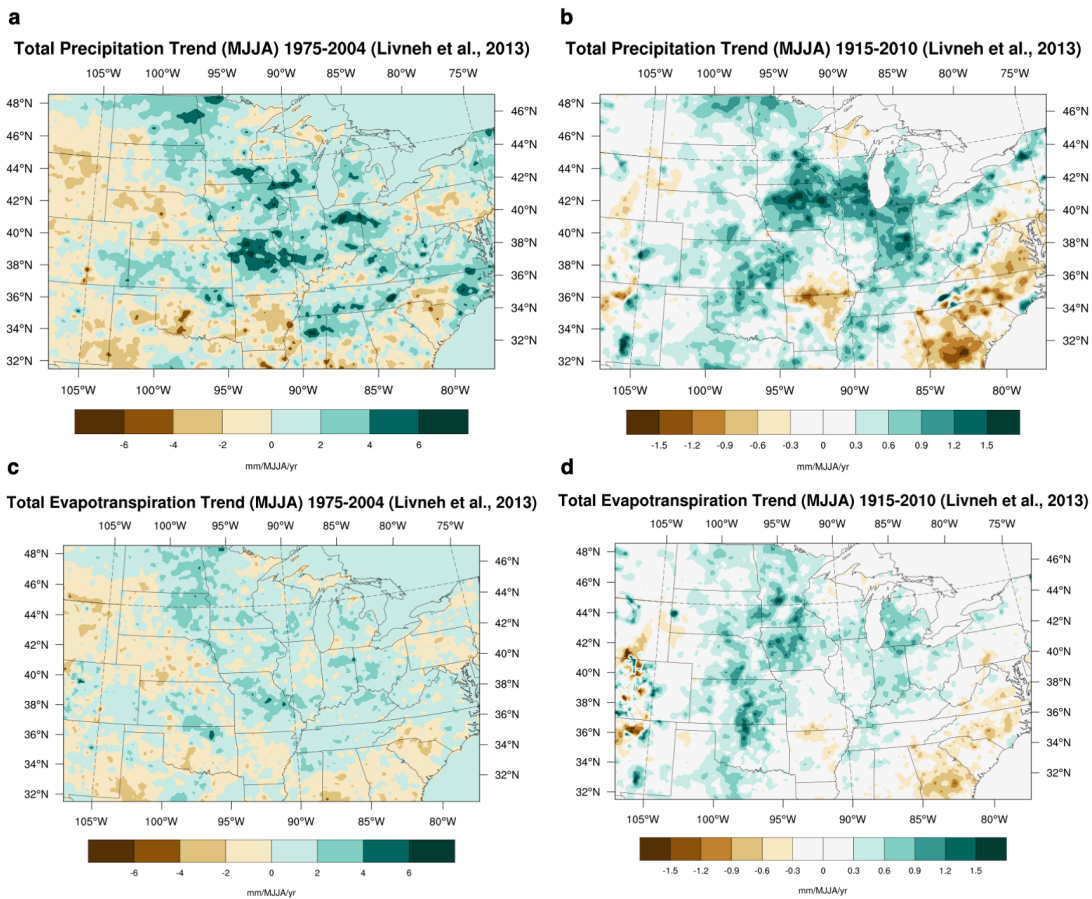 a
Total Precipitation Trend (MJJA) 1975-2004 (Livneh et al., 2013)
105°W 100°W 95°W 90°W 85°W 80°W 75°W
48°N
46°N
44°N
42°N
40°N
38°N
36°N
34°N
32°N
46°N
44°N
42°N
40°N
38°N
36°N
34°N
32°N
105°W 100°W 95°W 90°W 85°W 80°W
-6 -4 -2 0 2 4 6
mm/MJJA/yr
b
Total Precipitation Trend (MJJA) 1915-2010 (Livneh et al., 2013)
105°W 100°W 95°W 90°W 85°W 80°W 75°W
48°N
46°N
44°N
42°N
40°N
38°N
36°N
34°N
32°N
46°N
44°N
42°N
40°N
38°N
36°N
34°N
32°N
105°W 100°W 95°W 90°W 85°W 80°W
-1.5 -1.2 -0.9 -0.6 -0.3 0 0.3 0.6 0.9 1.2 1.5
mm/MJJA/yr
c
Total Evapotranspiration Trend (MJJA) 1975-2004 (Livneh et al., 2013)
105°W 100°W 95°W 90°W 85°W 80°W 75°W
48°N
46°N
44°N
42°N
40°N
38°N
36°N
34°N
32°N
46°N
44°N
42°N
40°N
38°N
36°N
34°N
32°N
105°W 100°W 95°W 90°W 85°W 80°W
-6 -4 -2 0 2 4 6
mm/MJJA/yr
d
Total Evapotranspiration Trend (MJJA) 1915-2010 (Livneh et al., 2013)
105°W 100°W 95°W 90°W 85°W 80°W 75°W
48°N
46°N
44°N
42°N
40°N
38°N
36°N
34°N
32°N
46°N
44°N
42°N
40°N
38°N
36°N
34°N
32°N
105°W 100°W 95°W 90°W 85°W 80°W
-1.5 -1.2 -0.9 -0.6 -0.3 0 0.3 0.6 0.9 1.2 1.5
mm/MJJA/yr